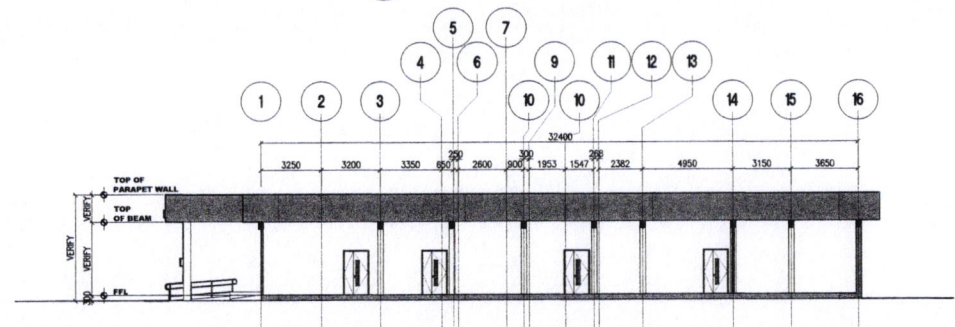 5 7
4 6 9 11 12 13
1 2 3 10 10 14 15 16
32400
250 300 268
3250 3200 3350 650 2600 900 1953 1547 2382 4950 3150 3650
TOP OF
PARAPET WALL
VERIFY
TOP
OF BEAM
VERIFY
VERIFY
FFL
300